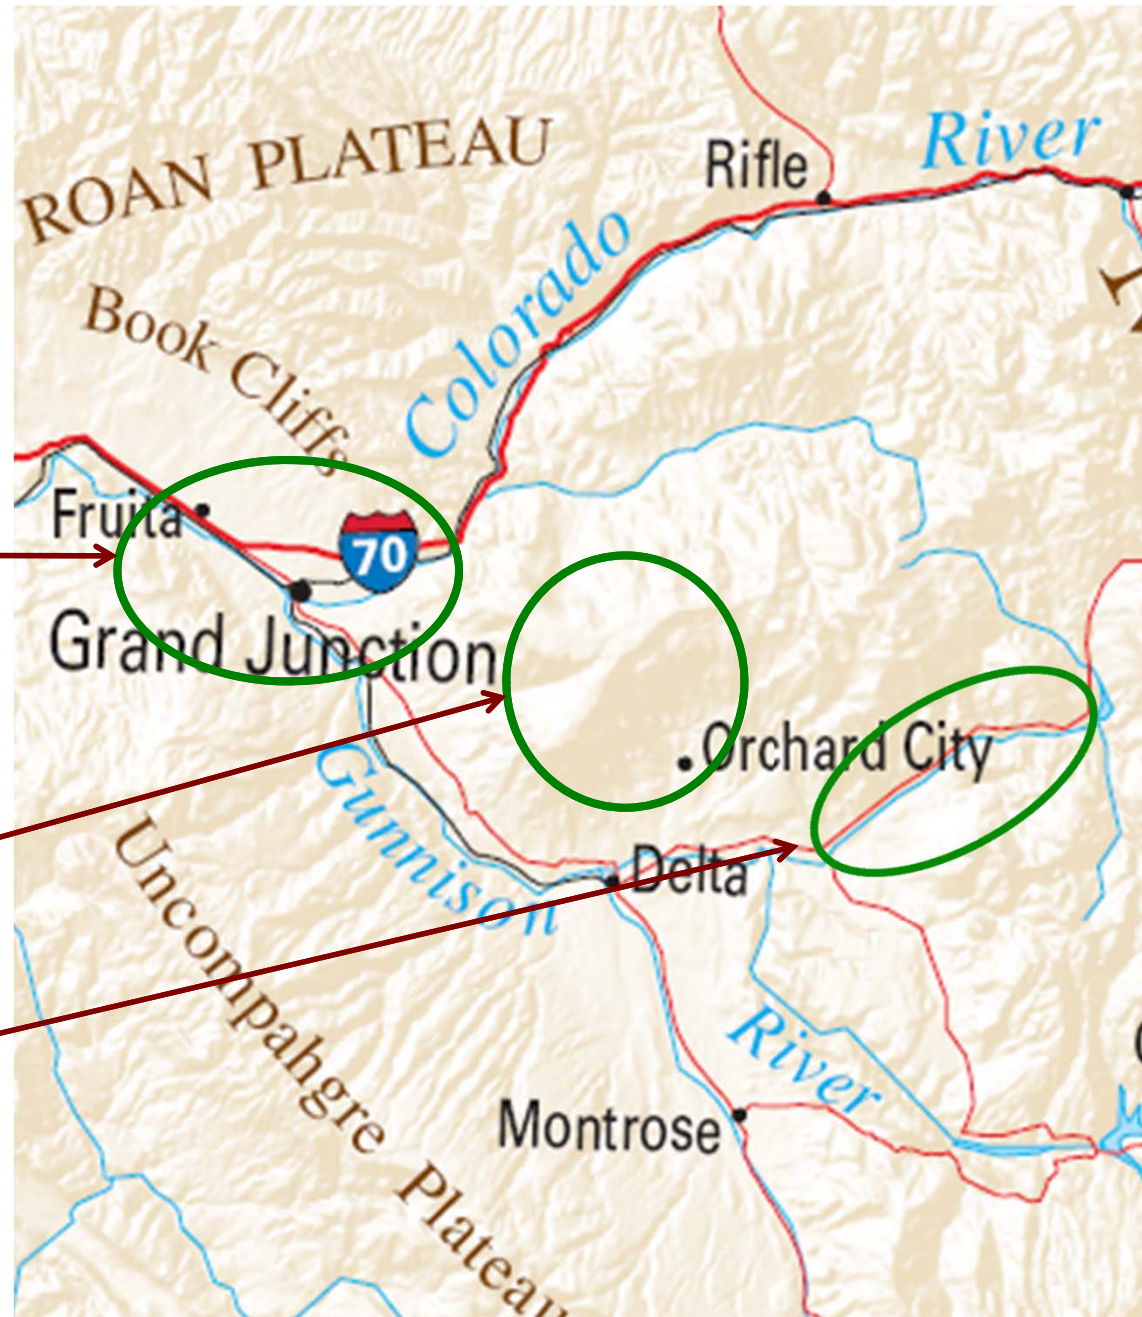 ROAN PLATEAU
River
Rifle
Colorado
Book Cliffs
Fruita
70
Grand Junction
Orchard City
Gunnison
Delta
Uncompahgre Plateau
River
Montrose